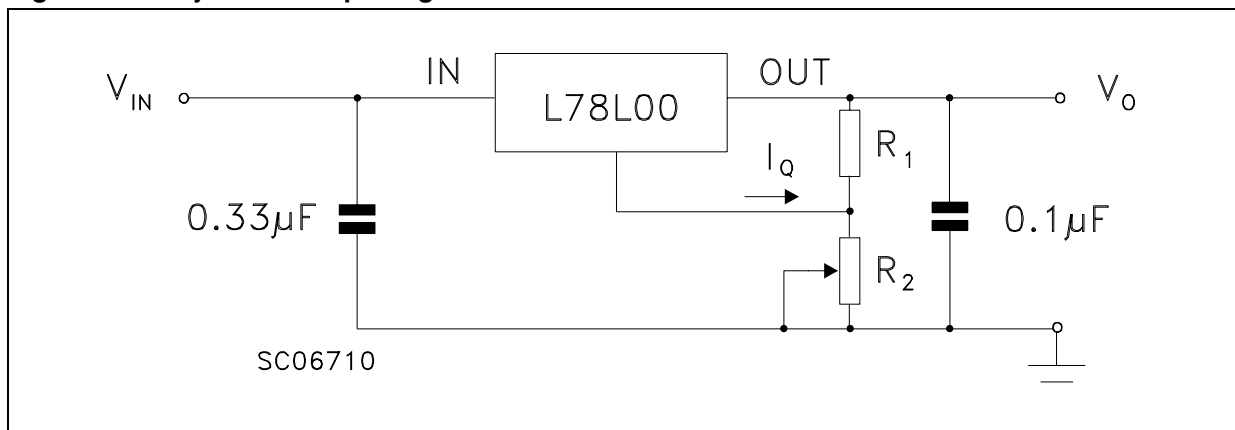 V_IN
IN
L78L00
OUT
V_O
I_Q
R_1
0.33µF
R_2
0.1µF
SC06710